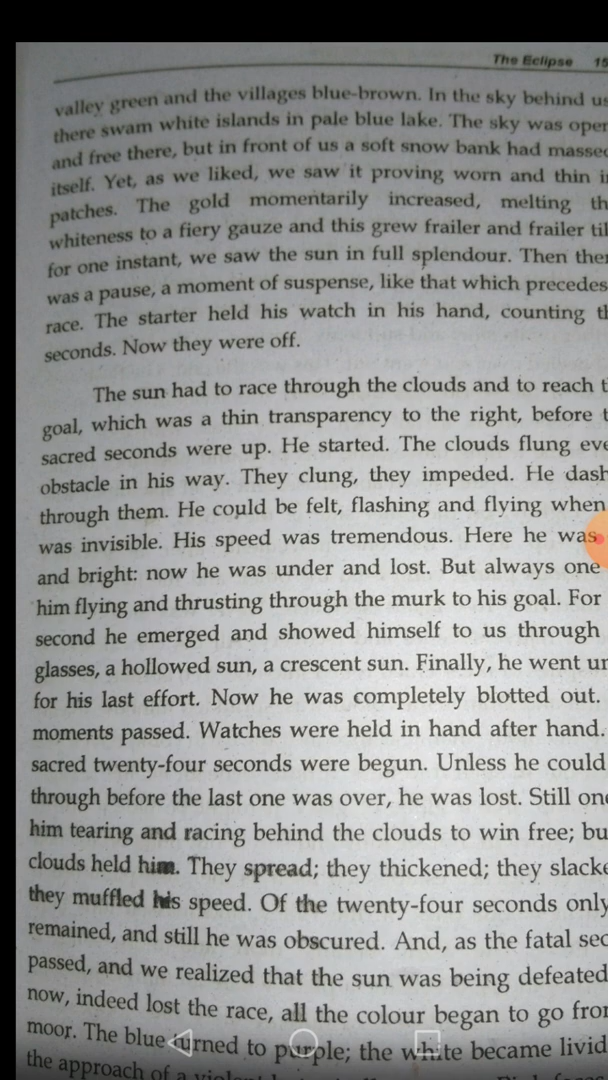 The Eclipse 15
valley green and the villages blue-brown. In the sky behind us
there swam white islands in pale blue lake. The sky was open
and free there, but in front of us a soft snow bank had massed
itself. Yet, as we liked, we saw it proving worn and thin in
patches. The gold momentarily increased, melting th
whiteness to a fiery gauze and this grew frailer and frailer til
for one instant, we saw the sun in full splendour. Then ther
was a pause, a moment of suspense, like that which precedes
race. The starter held his watch in his hand, counting th
seconds. Now they were off.
The sun had to race through the clouds and to reach t
goal, which was a thin transparency to the right, before t
sacred seconds were up. He started. The clouds flung eve
obstacle in his way. They clung, they impeded. He dash
through them. He could be felt, flashing and flying when
was invisible. His speed was tremendous. Here he was
and bright: now he was under and lost. But always one
him flying and thrusting through the murk to his goal. For
second he emerged and showed himself to us through
glasses, a hollowed sun, a crescent sun. Finally, he went un
for his last effort. Now he was completely blotted out.
moments passed. Watches were held in hand after hand.
sacred twenty-four seconds were begun. Unless he could
through before the last one was over, he was lost. Still one
him tearing and racing behind the clouds to win free; bu
clouds held him. They spread; they thickened; they slacke
they muffled his speed. Of the twenty-four seconds only
remained, and still he was obscured. And, as the fatal sec
passed, and we realized that the sun was being defeated
now, indeed lost the race, all the colour began to go from
moor. The blue turned to purple; the white became livid
the approach of a